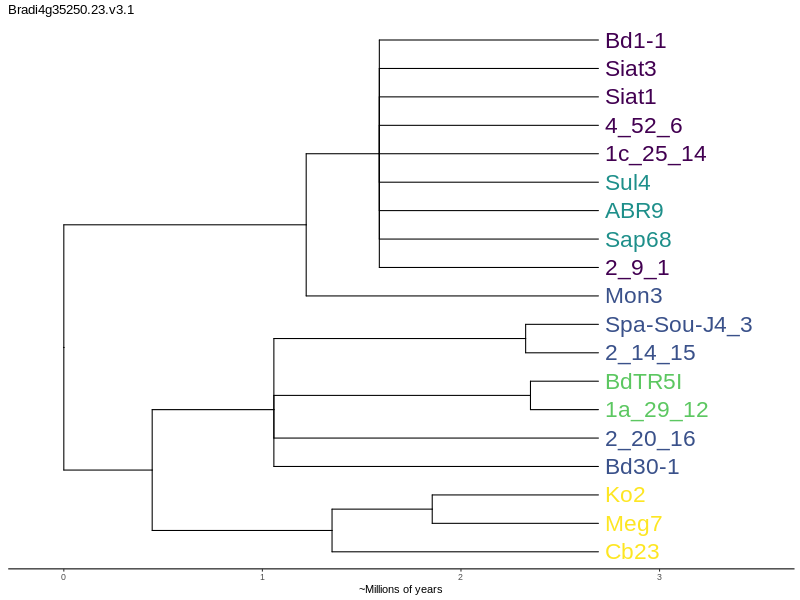 Bradi4g35250.23.v3.1
Bd1-1
Siat3
Siat1
4_52_6
1c_25_14
Sul4
ABR9
Sap68
2_9_1
Mon3
Spa-Sou-J4_3
2_14_15
BdTR5I
1a_29_12
2_20_16
Bd30-1
Ko2
Meg7
Cb23
0 1 2 3
~Millions of years